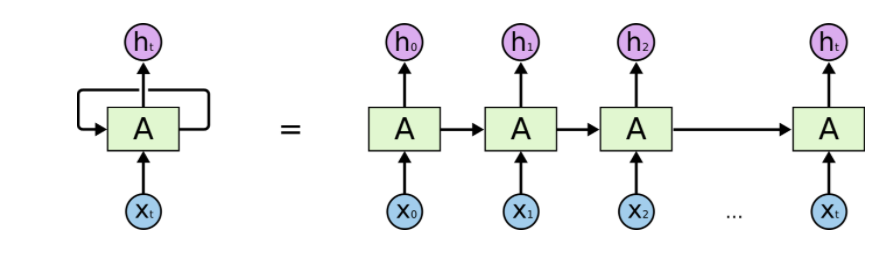 hₜ h₀ h₁ h₂ hₜ
A = A A A A
xₜ x₀ x₁ x₂ ... xₜ